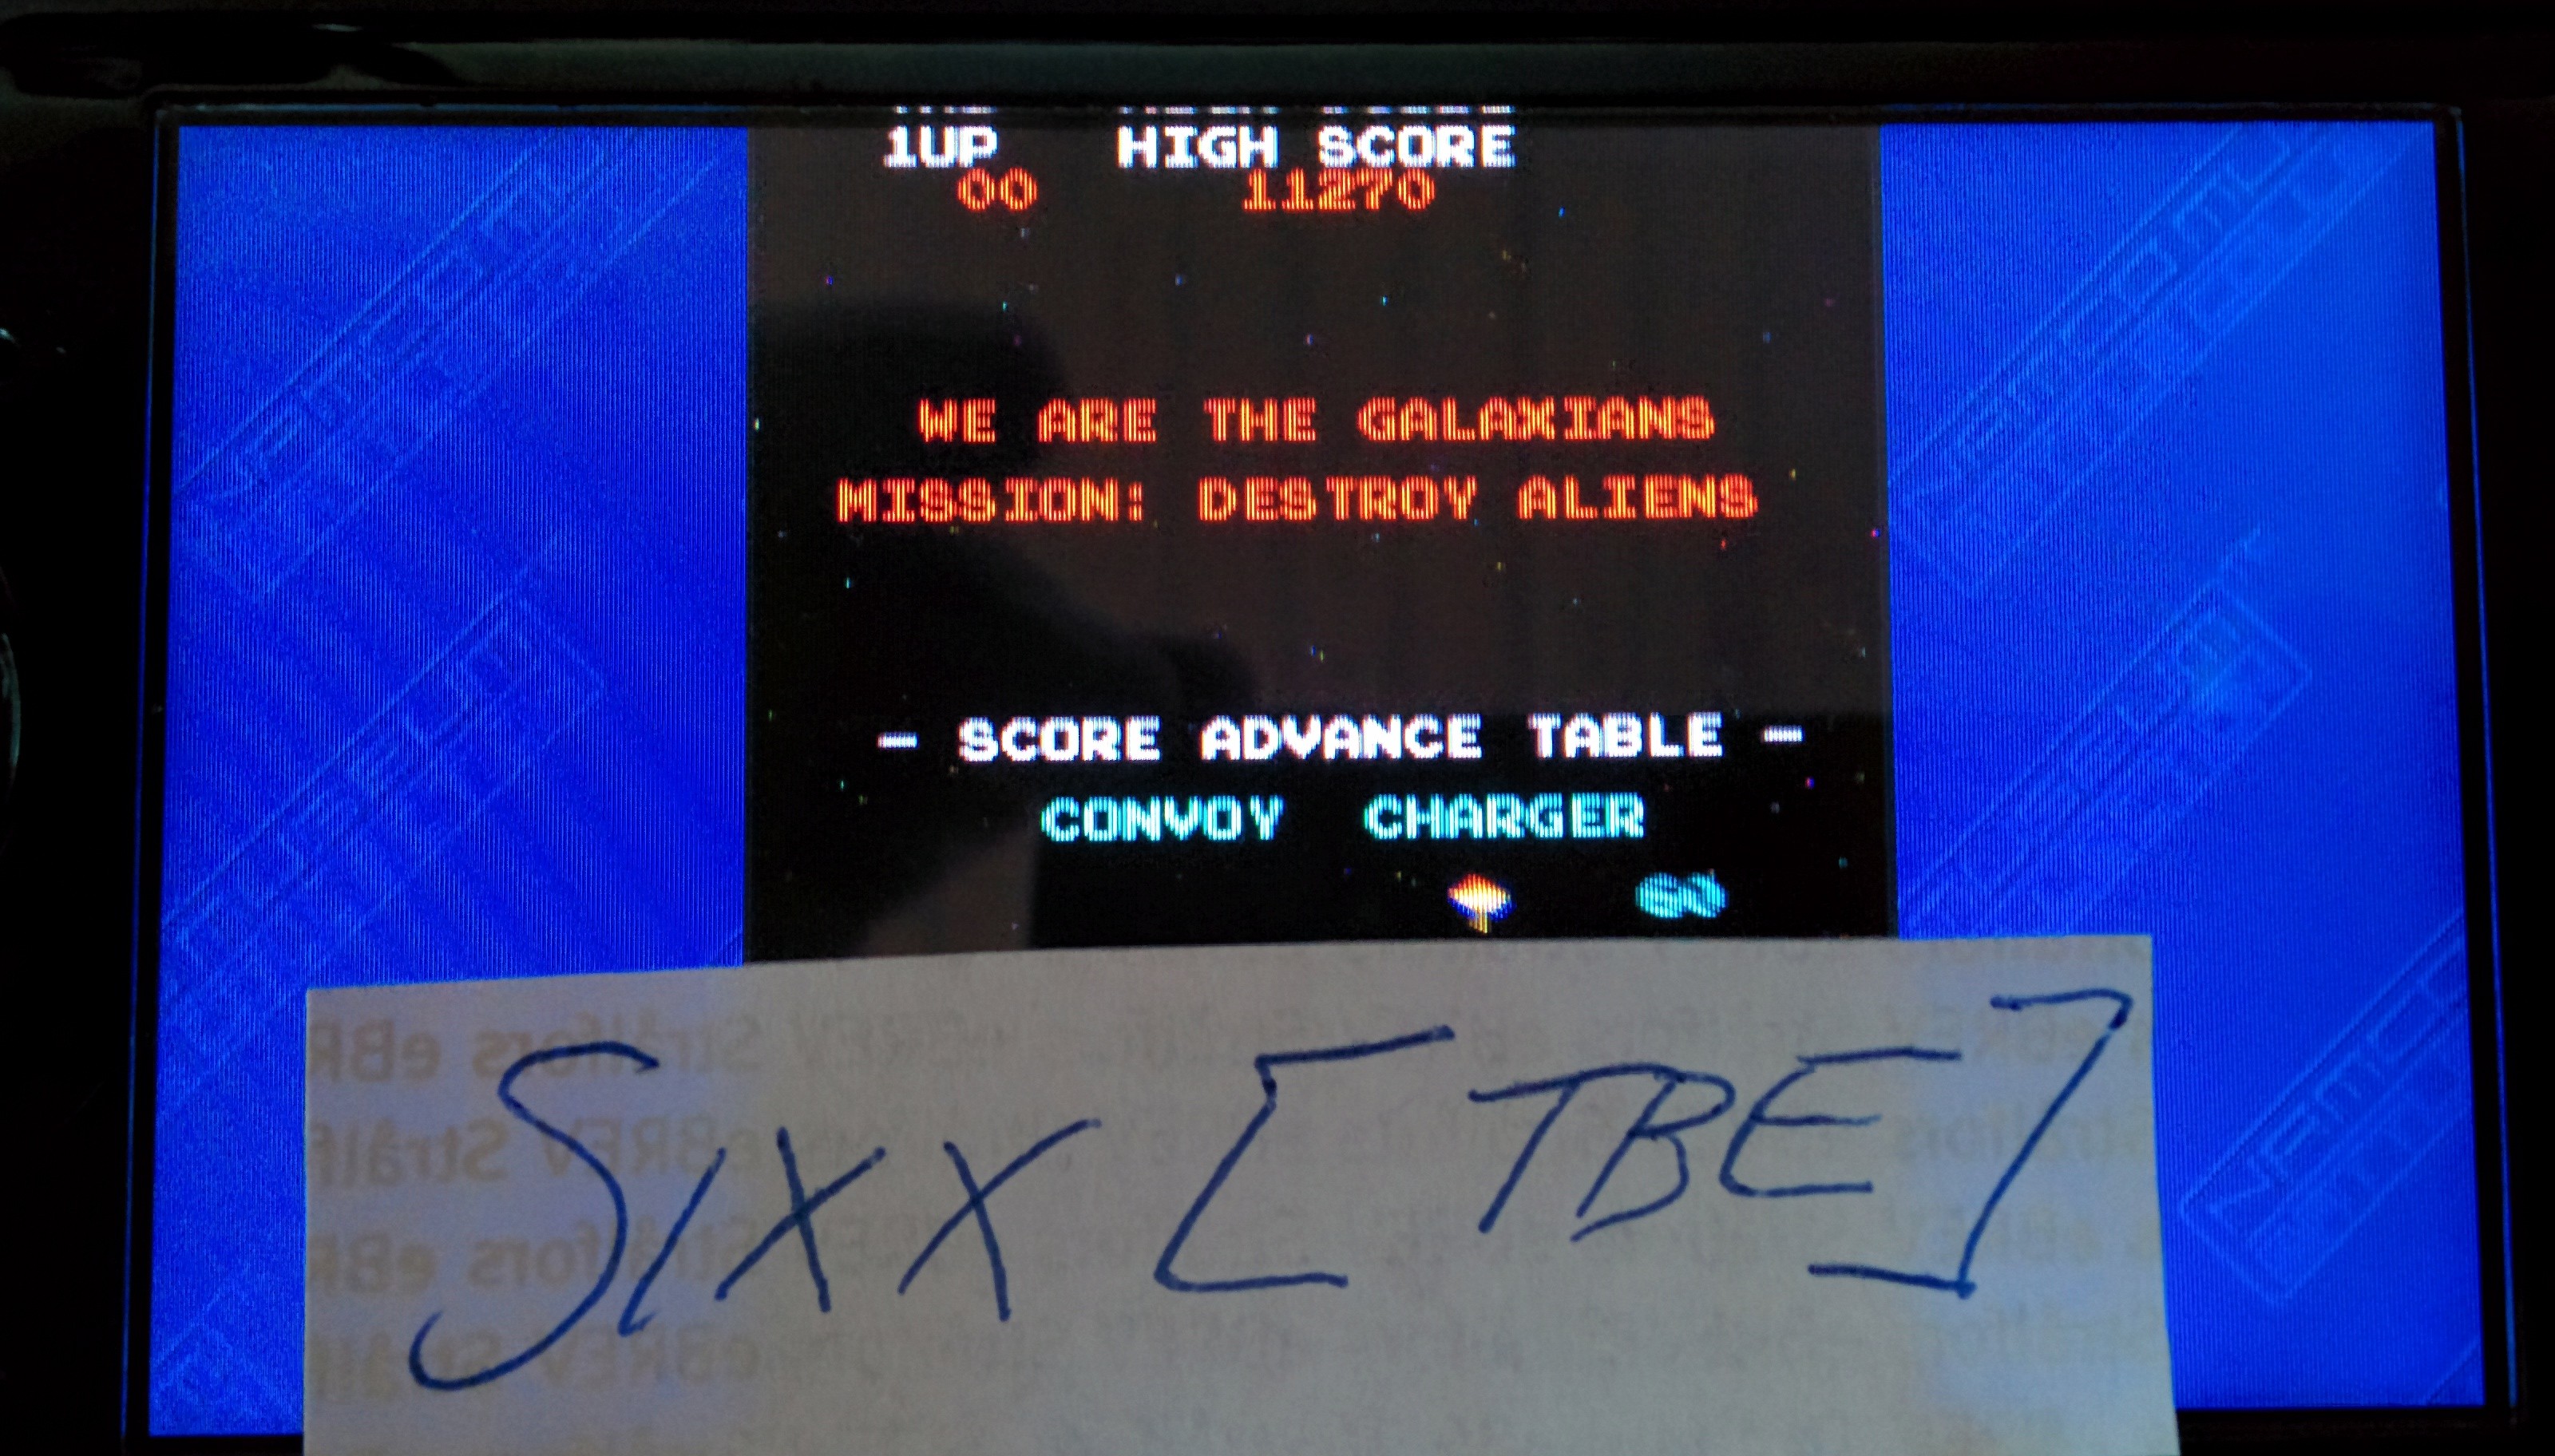 1UP HIGH SCORE
00 11270
WE ARE THE GALAXIANS
MISSION: DESTROY ALIENS
- SCORE ADVANCE TABLE -
CONVOY CHARGER
SIXX [TBE]